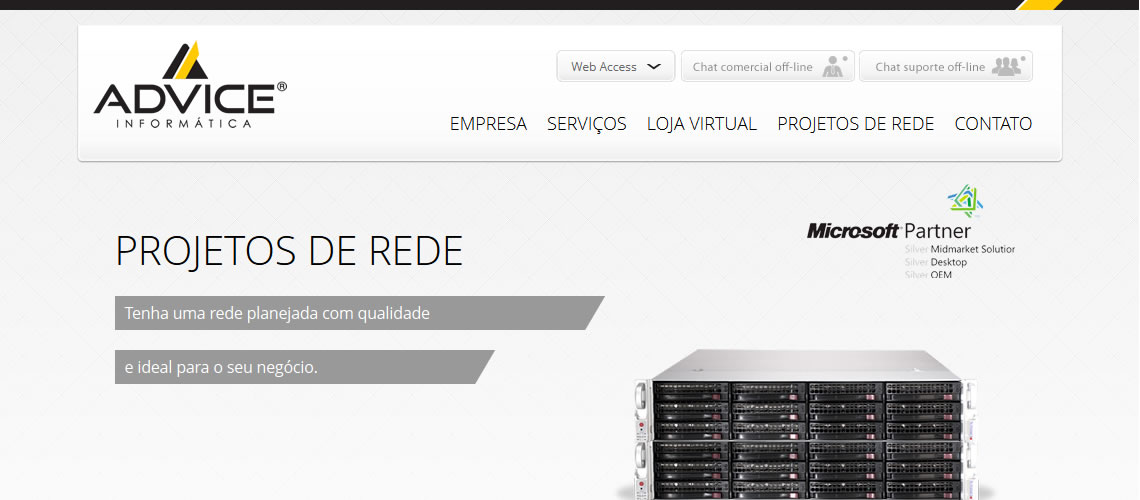 ADVICE®
INFORMÁTICA
Web Access
Chat comercial off-line
Chat suporte off-line
EMPRESA SERVIÇOS LOJA VIRTUAL PROJETOS DE REDE CONTATO
Microsoft Partner
Silver Midmarket Solution
Silver Desktop
Silver OEM
PROJETOS DE REDE
Tenha uma rede planejada com qualidade
e ideal para o seu negócio.